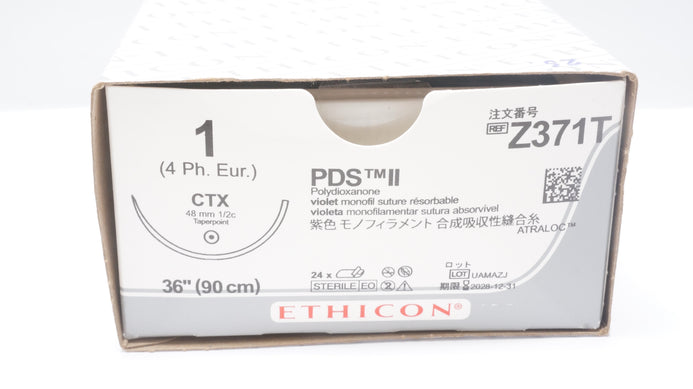 1
(4 Ph. Eur.)
CTX
48 mm 1/2c
Taperpoint
36" (90 cm)
PDS™II
Polydioxanone
violet monofil suture résorbable
violeta monofilamentar sutura absorvível
紫色 モノフィラメント 合成吸収性縫合糸
注文番号
REF Z371T
ATRALOC™
24 x
STERILE EO
ロット
LOT UAMAZJ
期限 2028-12-31
ETHICON®